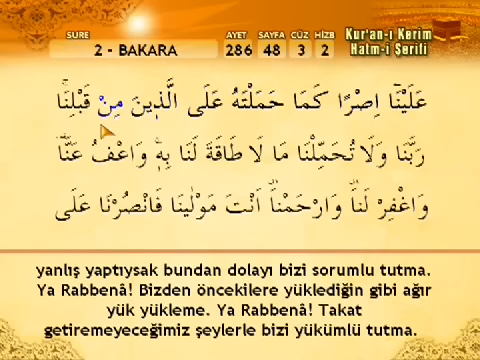 SURE AYET SAYFA CÜZ HİZB
2 - BAKARA 286 48 3 2
Kur'an-ı Kerim
Hatm-i Şerifi
عَلَيْنَٓا اِصْرًا كَمَا حَمَلْتَهُ عَلَى الَّذ۪ينَ مِنْ قَبْلِنَاۚ
رَبَّنَا وَلَا تُحَمِّلْنَا مَا لَا طَاقَةَ لَنَا بِه۪ۚ وَاعْفُ عَنَّا۠
وَاغْفِرْ لَنَا۠ وَارْحَمْنَا۠ اَنْتَ مَوْلٰينَا فَانْصُرْنَا عَلَى
yanlış yaptıysak bundan dolayı bizi sorumlu tutma.
Ya Rabbenâ! Bizden öncekilere yüklediğin gibi ağır
yük yükleme. Ya Rabbenâ! Takat
getiremeyeceğimiz şeylerle bizi yükümlü tutma.